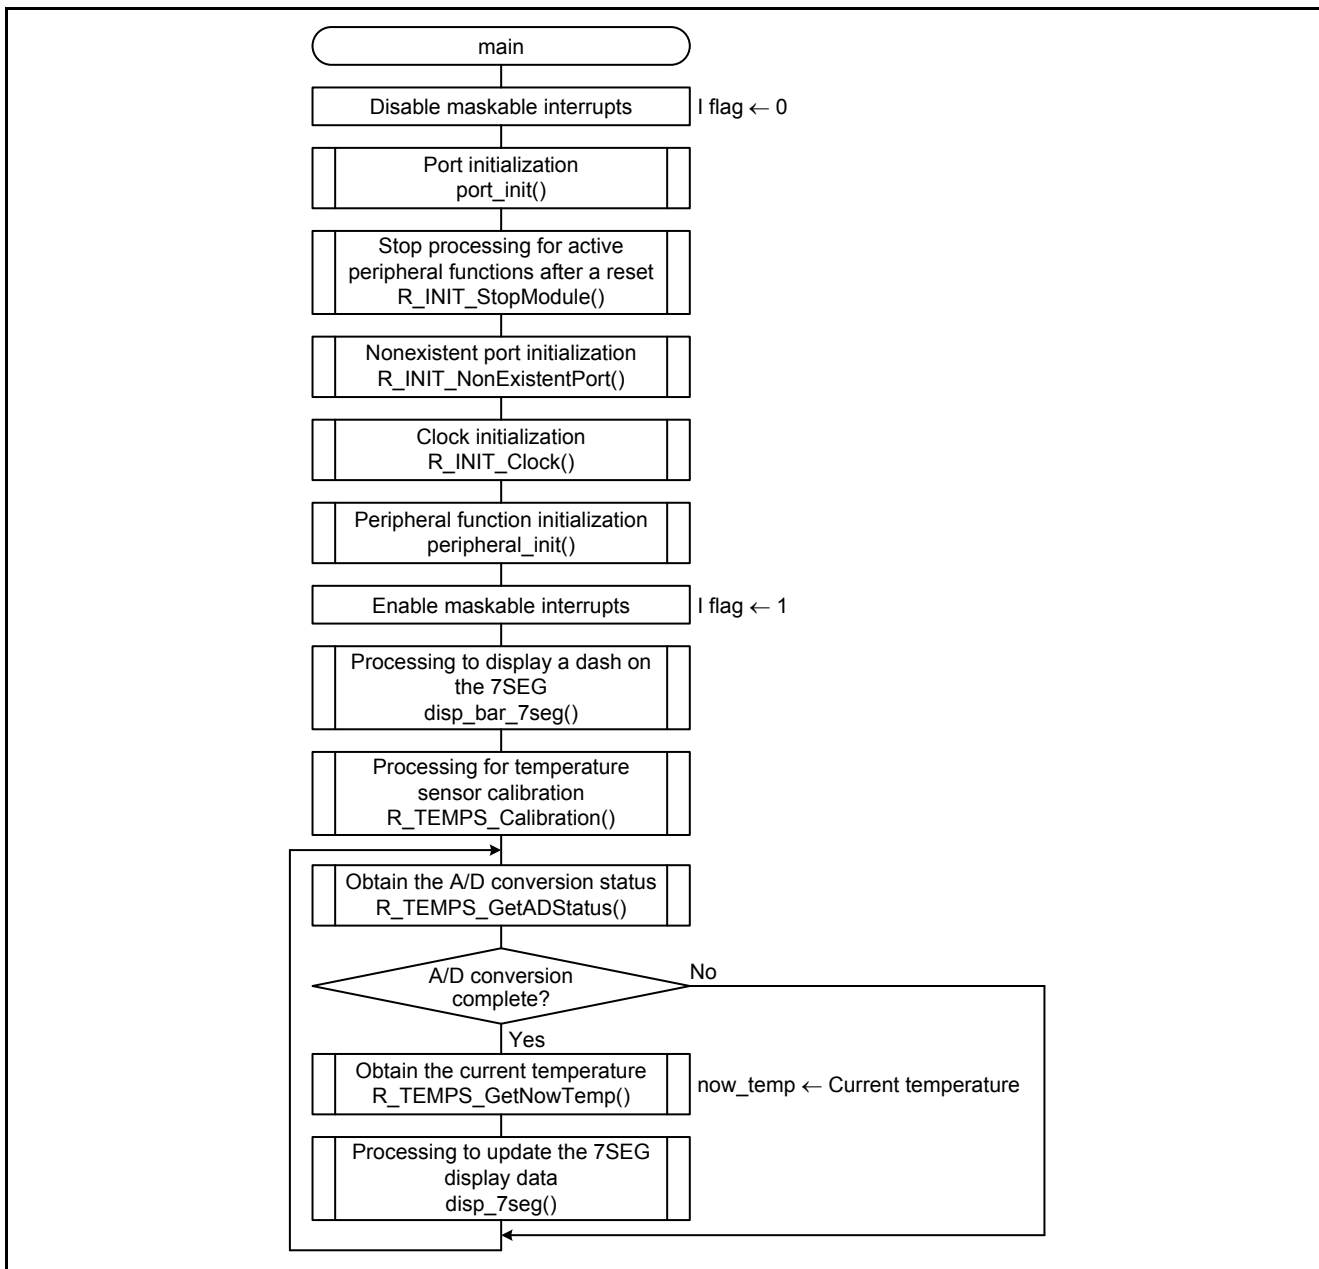 main
Disable maskable interrupts
I flag ← 0
Port initialization
port_init()
Stop processing for active
peripheral functions after a reset
R_INIT_StopModule()
Nonexistent port initialization
R_INIT_NonExistentPort()
Clock initialization
R_INIT_Clock()
Peripheral function initialization
peripheral_init()
Enable maskable interrupts
I flag ← 1
Processing to display a dash on
the 7SEG
disp_bar_7seg()
Processing for temperature
sensor calibration
R_TEMPS_Calibration()
Obtain the A/D conversion status
R_TEMPS_GetADStatus()
A/D conversion
complete?
No
Yes
Obtain the current temperature
R_TEMPS_GetNowTemp()
now_temp ← Current temperature
Processing to update the 7SEG
display data
disp_7seg()